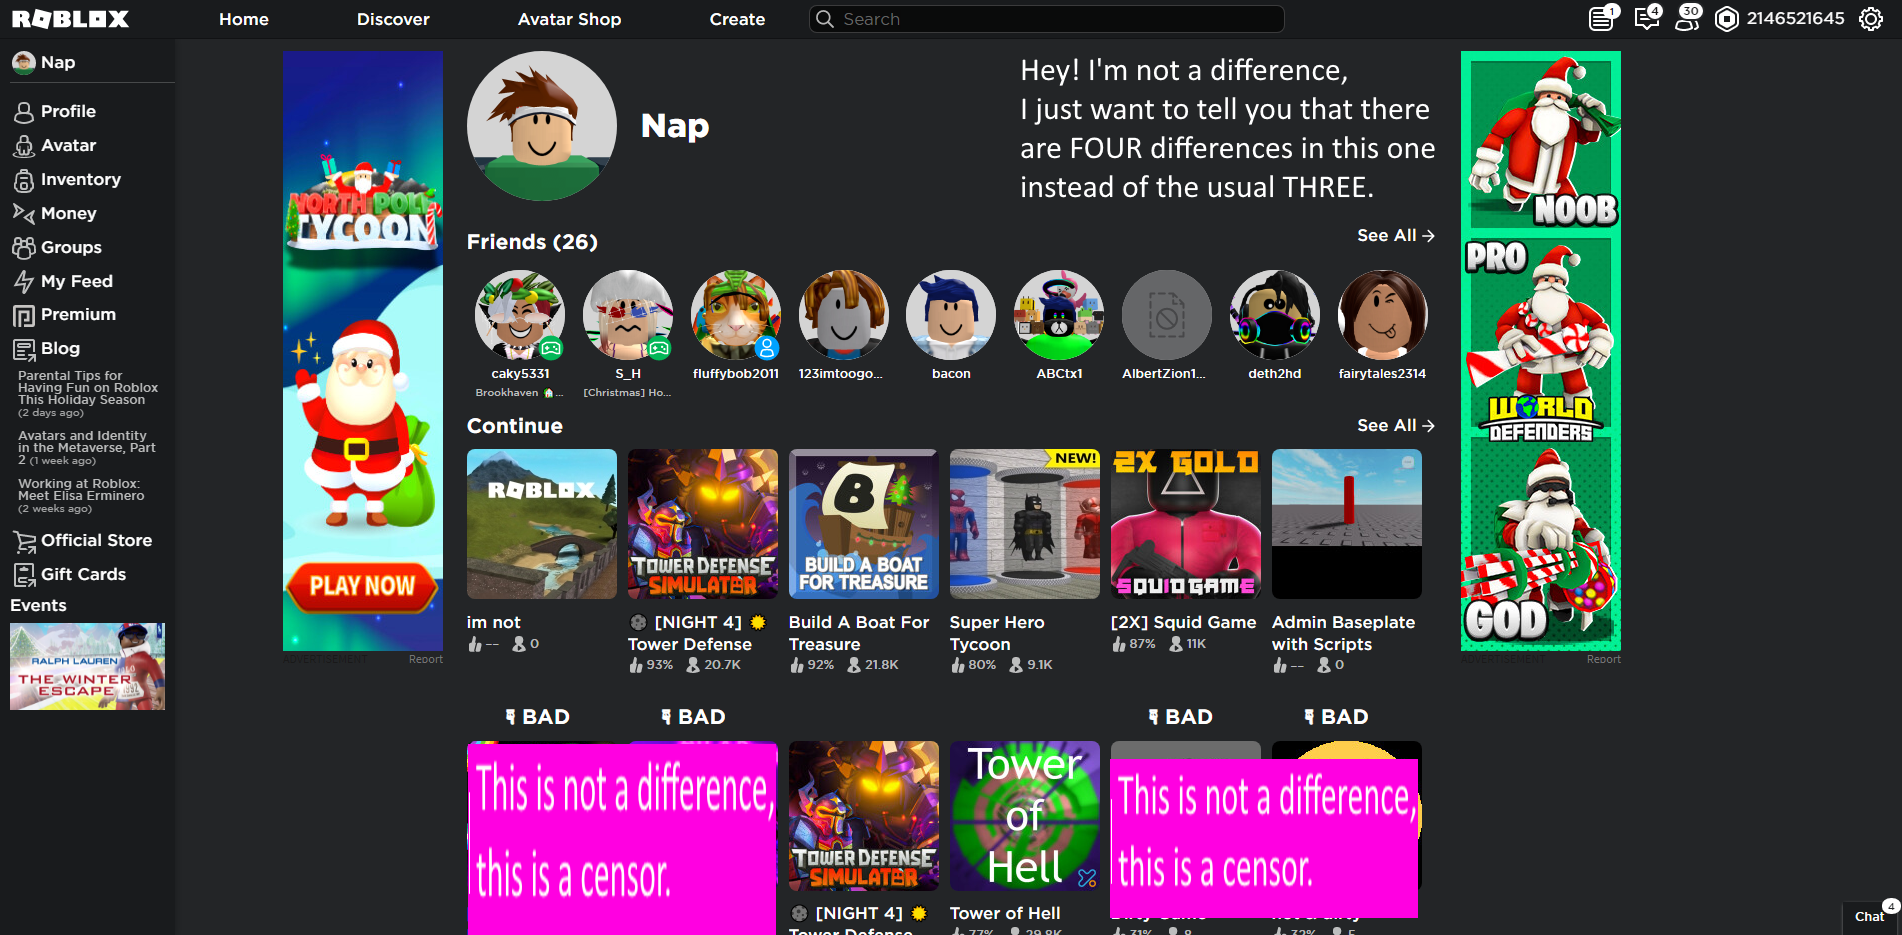 ROBLOX
Home
Discover
Avatar Shop
Create
Search
1
4
30
2146521645
Nap
Profile
Avatar
Inventory
Money
Groups
My Feed
Premium
Blog
Parental Tips for
Having Fun on Roblox
This Holiday Season
(2 days ago)
Avatars and Identity
in the Metaverse, Part
2 (1 week ago)
Working at Roblox:
Meet Elisa Erminero
(2 weeks ago)
Official Store
Gift Cards
Events
RALPH LAUREN
THE WINTER
ESCAPE
NORTH POLE
TYCOON
PLAY NOW
ADVERTISEMENT
Report
Nap
Hey! I'm not a difference,
I just want to tell you that there
are FOUR differences in this one
instead of the usual THREE.
Friends (26)
See All
caky5331
S_H
fluffybob2011
123imtoogo...
bacon
ABCtx1
AlbertZion1...
deth2hd
fairytales2314
Brookhaven 🏠...
[Christmas] Ho...
Continue
See All
ROBLOX
TOWER DEFENSE
SIMULATOR
B
BUILD A BOAT
FOR TREASURE
NEW!
2X GOLD
SQUID GAME
im not
-- 0
[NIGHT 4]
Tower Defense
93% 20.7K
Build A Boat For
Treasure
92% 21.8K
Super Hero
Tycoon
80% 9.1K
[2X] Squid Game
87% 11K
Admin Baseplate
with Scripts
-- 0
BAD
BAD
BAD
BAD
This is not a difference,
this is a censor.
TOWER DEFENSE
SIMULATOR
Tower
of
Hell
This is not a difference,
this is a censor.
[NIGHT 4]
Tower Defense
Tower of Hell
77% 29.8K
31% 8
32% 5
NOOB
PRO
WORLD
DEFENDERS
GOD
ADVERTISEMENT
Report
Chat
4